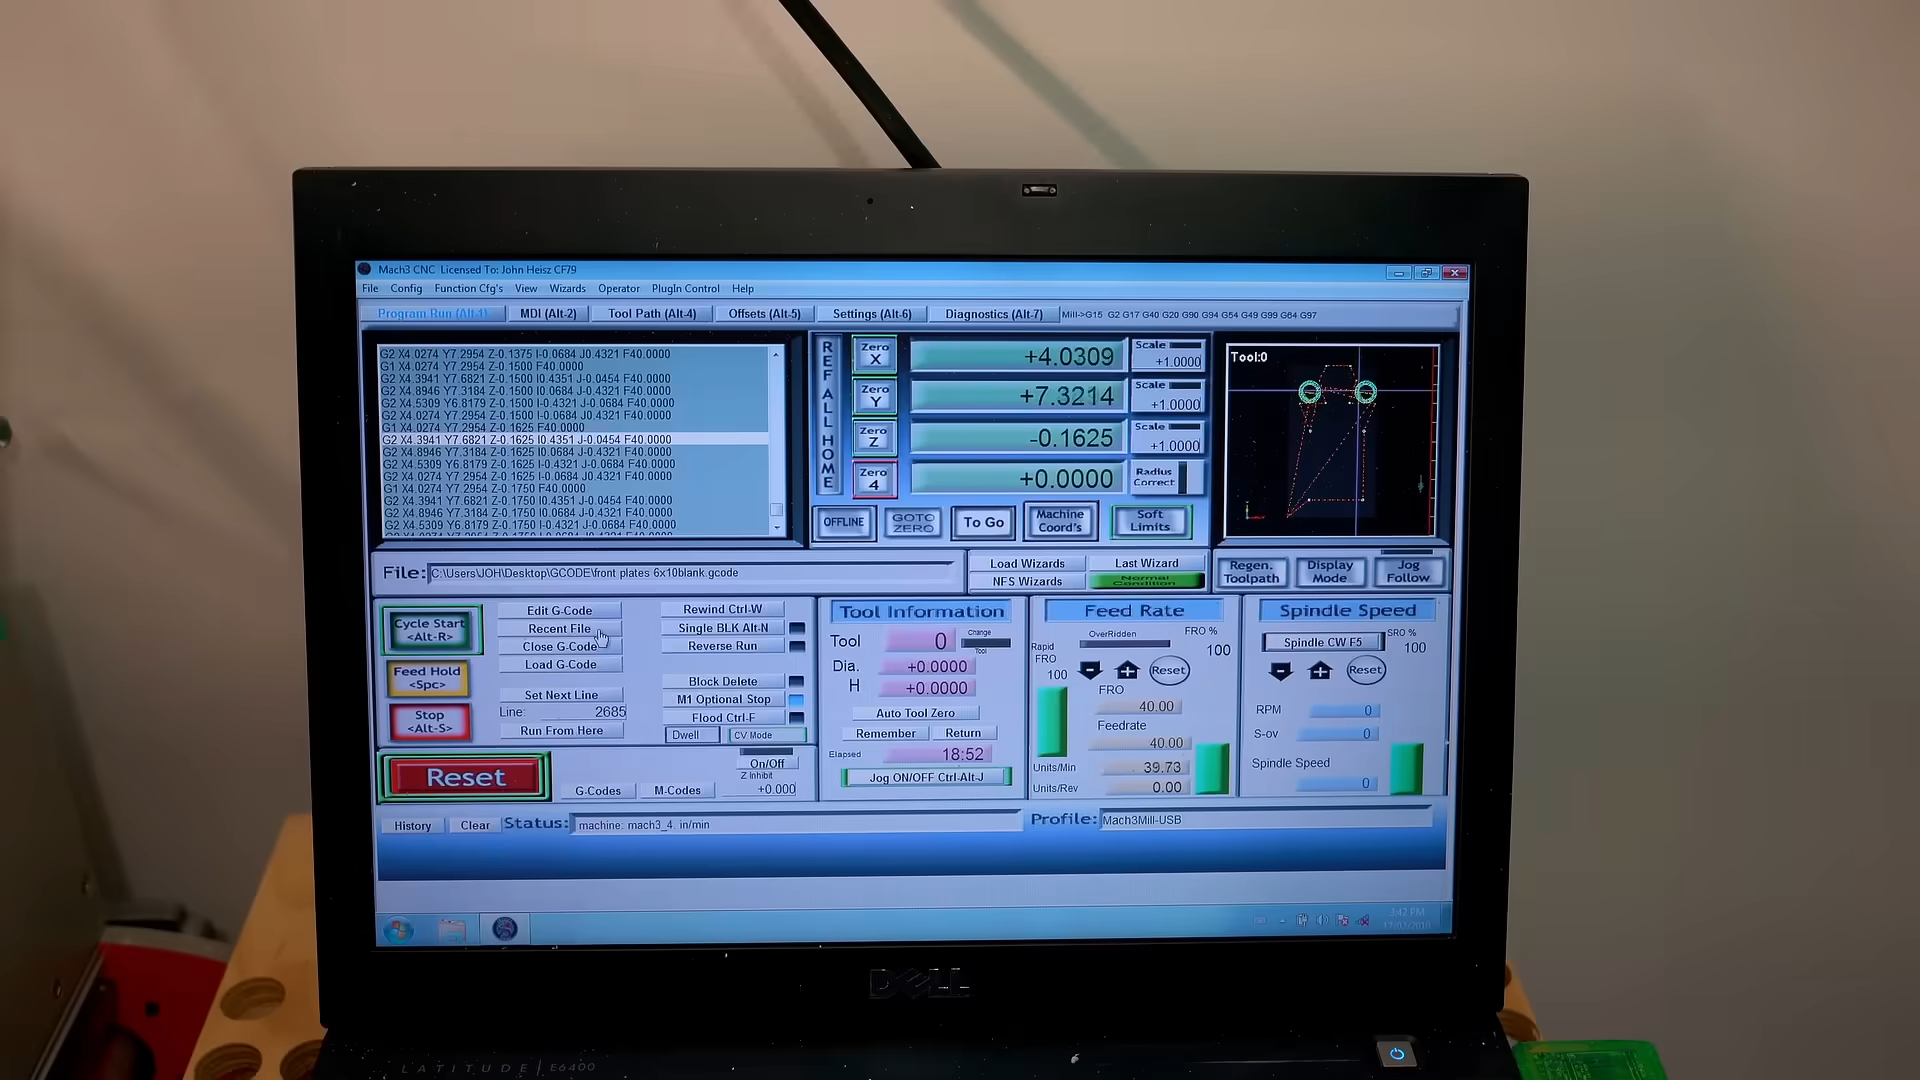 Mach3 CNC Licensed To: John Heisz CF79
File Config Function Cfg's View Wizards Operator PlugIn Control Help
Program Run (Alt-1) MDI (Alt-2) Tool Path (Alt-4) Offsets (Alt-5) Settings (Alt-6) Diagnostics (Alt-7) Mill->G15 G2 G17 G40 G20 G90 G94 G54 G49 G99 G64 G97
G2 X4.0274 Y7.2954 Z-0.1375 I-0.0684 J0.4321 F40.0000
G1 X4.0274 Y7.2954 Z-0.1500 F40.0000
G2 X4.3941 Y7.6821 Z-0.1500 I0.4351 J-0.0454 F40.0000
G2 X4.8946 Y7.3184 Z-0.1500 I0.0684 J-0.4321 F40.0000
G2 X4.5309 Y6.8179 Z-0.1500 I-0.4321 J-0.0684 F40.0000
G2 X4.0274 Y7.2954 Z-0.1500 I-0.0684 J0.4321 F40.0000
G1 X4.0274 Y7.2954 Z-0.1625 F40.0000
G2 X4.3941 Y7.6821 Z-0.1625 I0.4351 J-0.0454 F40.0000
G2 X4.8946 Y7.3184 Z-0.1625 I0.0684 J-0.4321 F40.0000
G2 X4.5309 Y6.8179 Z-0.1625 I-0.4321 J-0.0684 F40.0000
G2 X4.0274 Y7.2954 Z-0.1625 I-0.0684 J0.4321 F40.0000
G1 X4.0274 Y7.2954 Z-0.1750 F40.0000
G2 X4.3941 Y7.6821 Z-0.1750 I0.4351 J-0.0454 F40.0000
G2 X4.8946 Y7.3184 Z-0.1750 I0.0684 J-0.4321 F40.0000
G2 X4.5309 Y6.8179 Z-0.1750 I-0.4321 J-0.0684 F40.0000
REF ALL HOME
Zero X +4.0309 Scale +1.0000
Zero Y +7.3214 Scale +1.0000
Zero Z -0.1625 Scale +1.0000
Zero 4 +0.0000 Radius Correct
OFFLINE GOTO ZERO To Go Machine Coord's Soft Limits
Tool:0
File: C:\Users\JOH\Desktop\GCODE\front plates 6x10blank.gcode
Load Wizards Last Wizard
NFS Wizards Normal Condition
Regen. Toolpath Display Mode Jog Follow
Cycle Start <Alt-R>
Feed Hold <Spc>
Stop <Alt-S>
Reset
Edit G-Code
Recent File
Close G-Code
Load G-Code
Set Next Line
Line: 2685
Run From Here
Rewind Ctrl-W
Single BLK Alt-N
Reverse Run
Block Delete
M1 Optional Stop
Flood Ctrl-F
Dwell CV Mode
On/Off
Z Inhibit
+0.000
G-Codes M-Codes
Tool Information
Tool 0 Change Tool
Dia. +0.0000
H +0.0000
Auto Tool Zero
Remember Return
Elapsed 18:52
Jog ON/OFF Ctrl-Alt-J
Feed Rate
OverRidden FRO %
Rapid FRO 100
100
Reset
FRO
40.00
Feedrate
40.00
Units/Min 39.73
Units/Rev 0.00
Spindle Speed
Spindle CW F5 SRO %
100
Reset
RPM 0
S-ov 0
Spindle Speed
0
History Clear Status: machine: mach3_4. in/min Profile: Mach3Mill-USB
3:42 PM
DELL
LATITUDE E6400